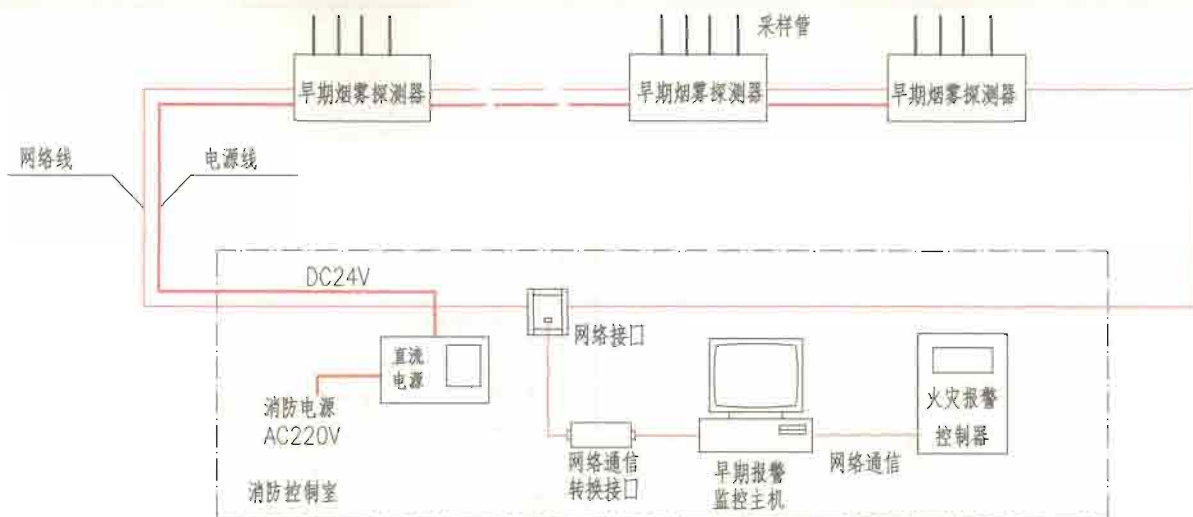 采样管
早期烟雾探测器
早期烟雾探测器
早期烟雾探测器
网络线
电源线
DC24V
网络接口
直流
电源
消防电源
AC220V
火灾报警
控制器
网络通信
转换接口
早期报警
监控主机
网络通信
消防控制室